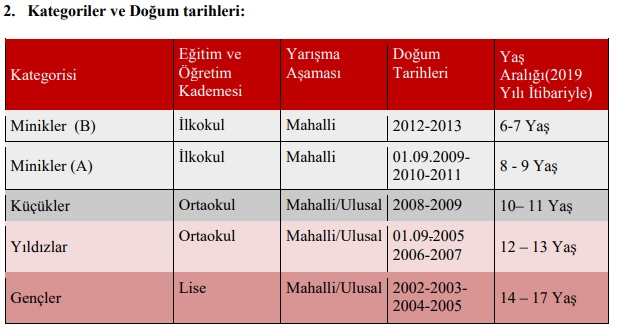 2. Kategoriler ve Doğum tarihleri:
Kategorisi
Eğitim ve
Öğretim
Kademesi
Yarışma
Aşaması
Doğum
Tarihleri
Yaş
Aralığı(2019
Yılı İtibariyle)
Minikler (B)
İlkokul
Mahalli
2012-2013
6-7 Yaş
Minikler (A)
İlkokul
Mahalli
01.09.2009-
2010-2011
8 - 9 Yaş
Küçükler
Ortaokul
Mahalli/Ulusal
2008-2009
10– 11 Yaş
Yıldızlar
Ortaokul
Mahalli/Ulusal
01.09-2005
2006-2007
12 – 13 Yaş
Gençler
Lise
Mahalli/Ulusal
2002-2003-
2004-2005
14 – 17 Yaş